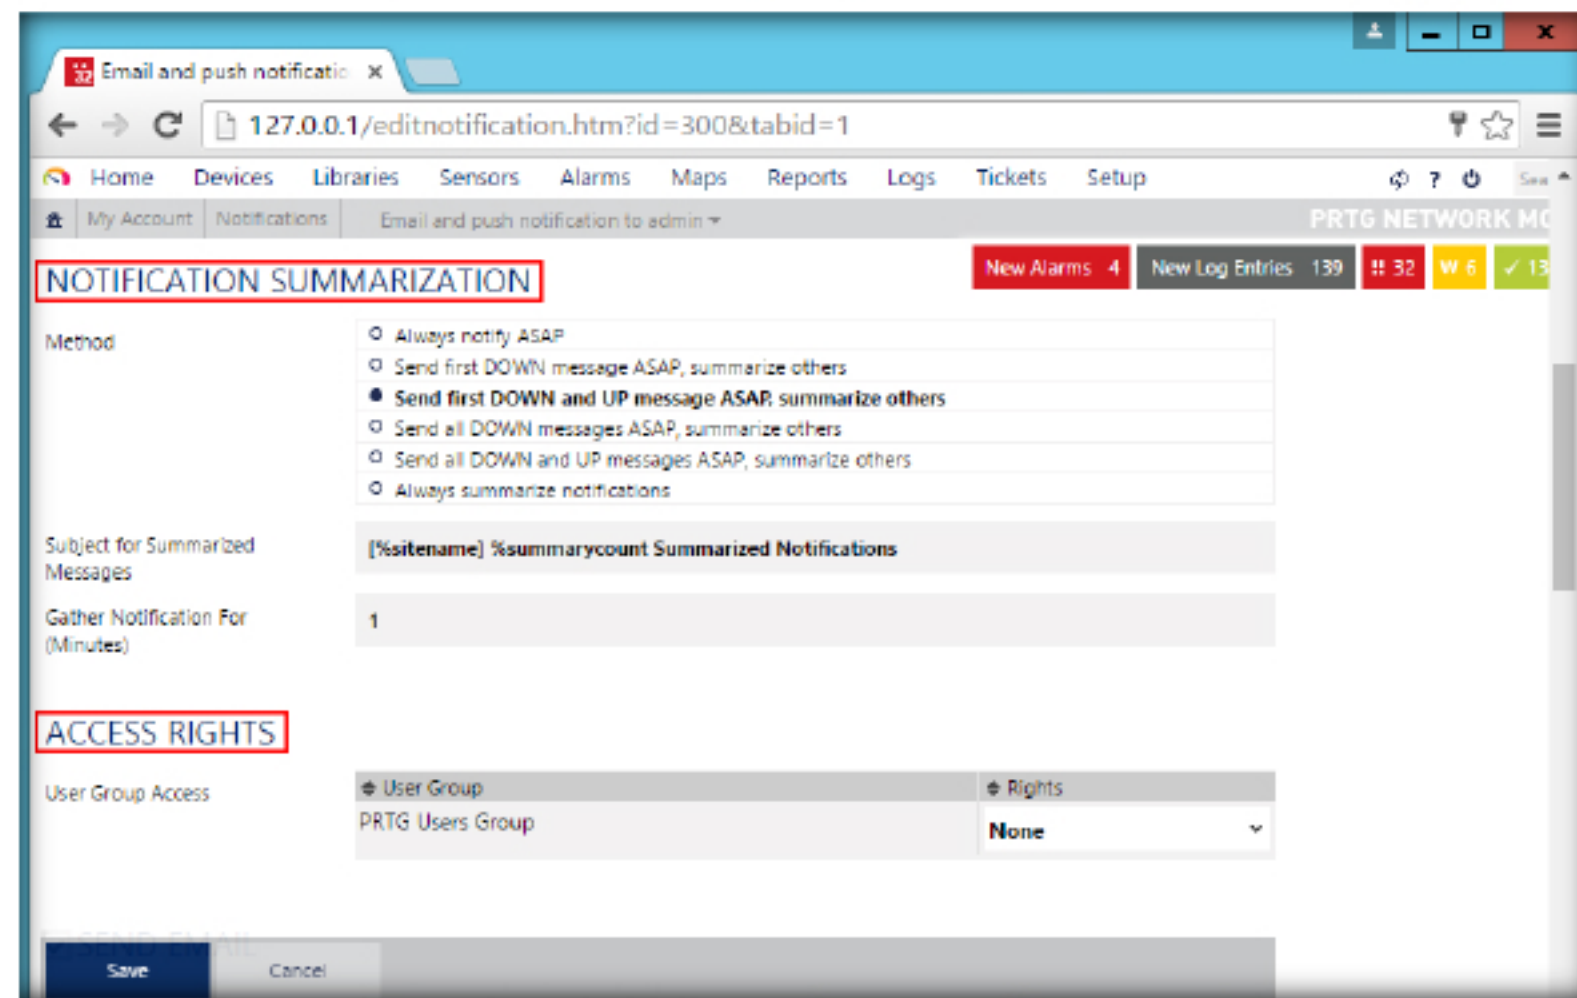 Email and push notificatio
127.0.0.1/editnotification.htm?id=300&tabid=1
Home Devices Libraries Sensors Alarms Maps Reports Logs Tickets Setup ?
My Account Notifications Email and push notification to admin PRTG NETWORK MO
NOTIFICATION SUMMARIZATION New Alarms 4 New Log Entries 139 !! 32 W 6 ✓ 13
Method
Always notify ASAP
Send first DOWN message ASAP, summarize others
Send first DOWN and UP message ASAP, summarize others
Send all DOWN messages ASAP, summarize others
Send all DOWN and UP messages ASAP, summarize others
Always summarize notifications
Subject for Summarized
Messages
[%sitename] %summarycount Summarized Notifications
Gather Notification For
(Minutes)
1
ACCESS RIGHTS
User Group Access
User Group Rights
PRTG Users Group None
SEND EMAIL
Save Cancel